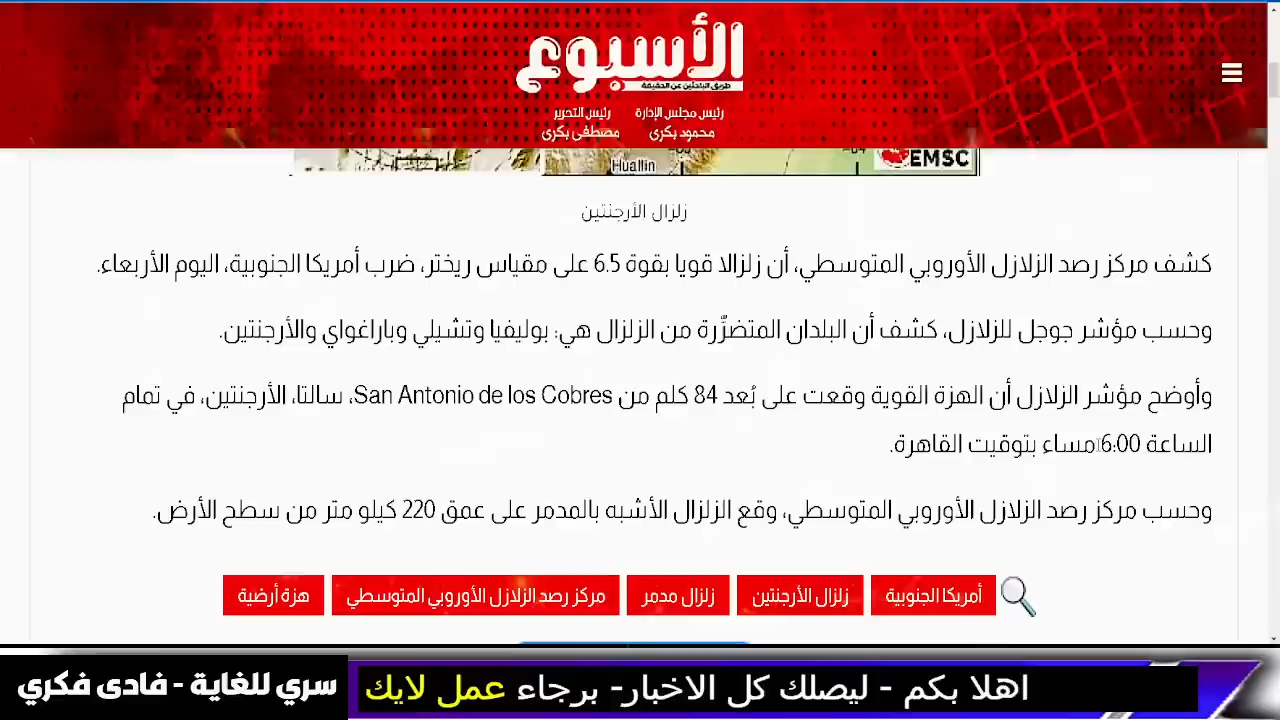 الأسبوع
طريق الباحثين عن الحقيقة
رئيس مجلس الإدارة
محمود بكرى
رئيس التحرير
مصطفى بكرى
Huallin
EMSC
زلزال الأرجنتين
كشف مركز رصد الزلازل الأوروبي المتوسطي، أن زلزالا قويا بقوة 6.5 على مقياس ريختر، ضرب أمريكا الجنوبية، اليوم الأربعاء.
وحسب مؤشر جوجل للزلازل، كشف أن البلدان المتضرِّرة من الزلزال هي: بوليفيا وتشيلي وباراغواي والأرجنتين.
وأوضح مؤشر الزلازل أن الهزة القوية وقعت على بُعد 84 كلم من San Antonio de los Cobres، سالتا، الأرجنتين، في تمام
الساعة 6:00 مساء بتوقيت القاهرة.
وحسب مركز رصد الزلازل الأوروبي المتوسطي، وقع الزلزال الأشبه بالمدمر على عمق 220 كيلو متر من سطح الأرض.
أمريكا الجنوبية زلزال الأرجنتين زلزال مدمر مركز رصد الزلازل الأوروبي المتوسطي هزة أرضية
اهلا بكم - ليصلك كل الاخبار- برجاء عمل لايك
سري للغاية - فادى فكري